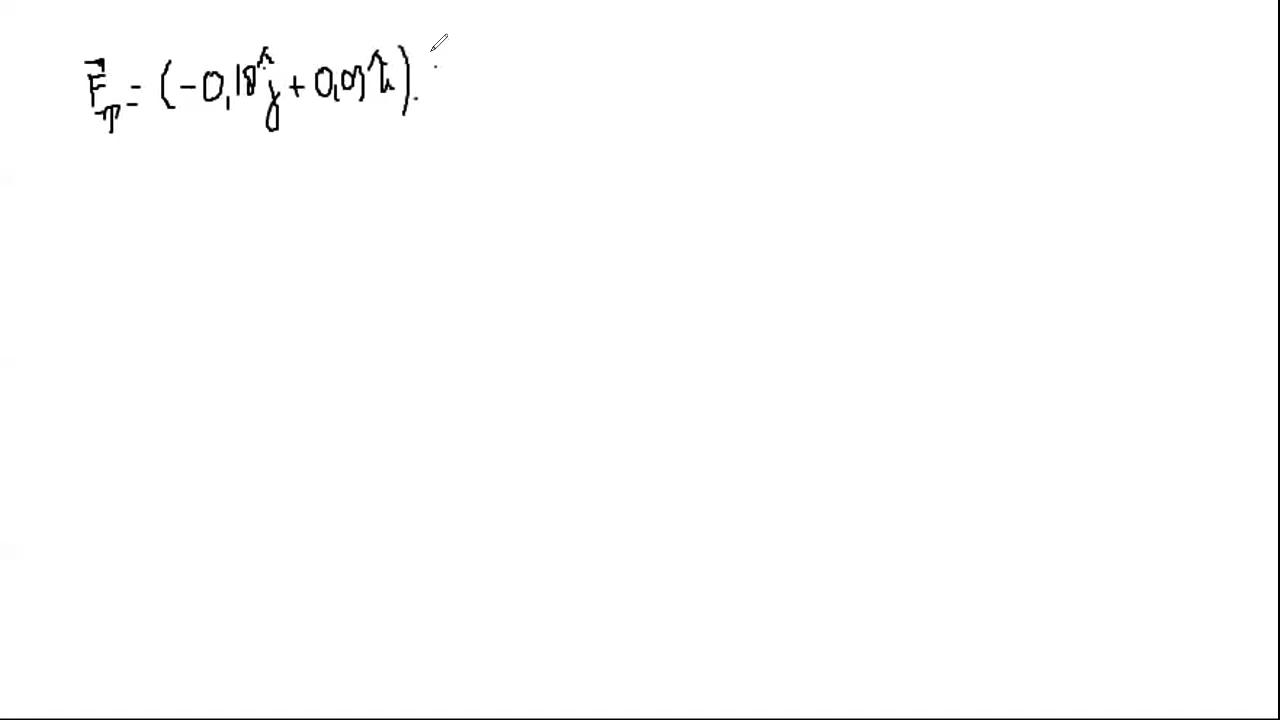 F⃗_T = (-0,18ĵ + 0,09k̂).